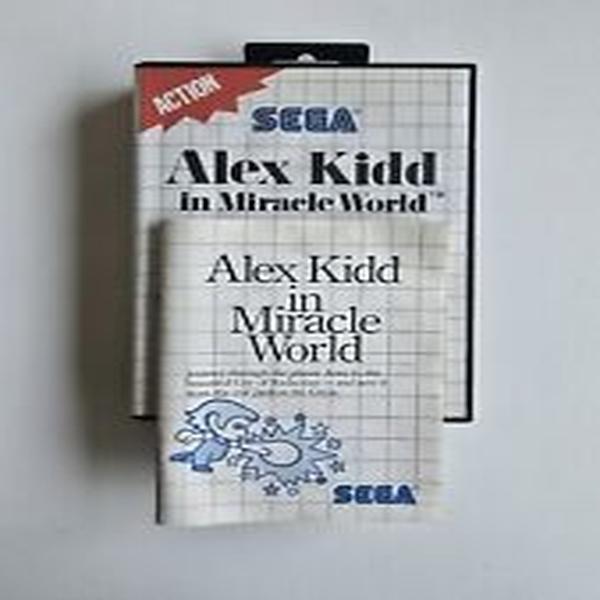 ACTION
SEGA
Alex Kidd
in Miracle World™
Alex Kidd
in
Miracle
World
SEGA